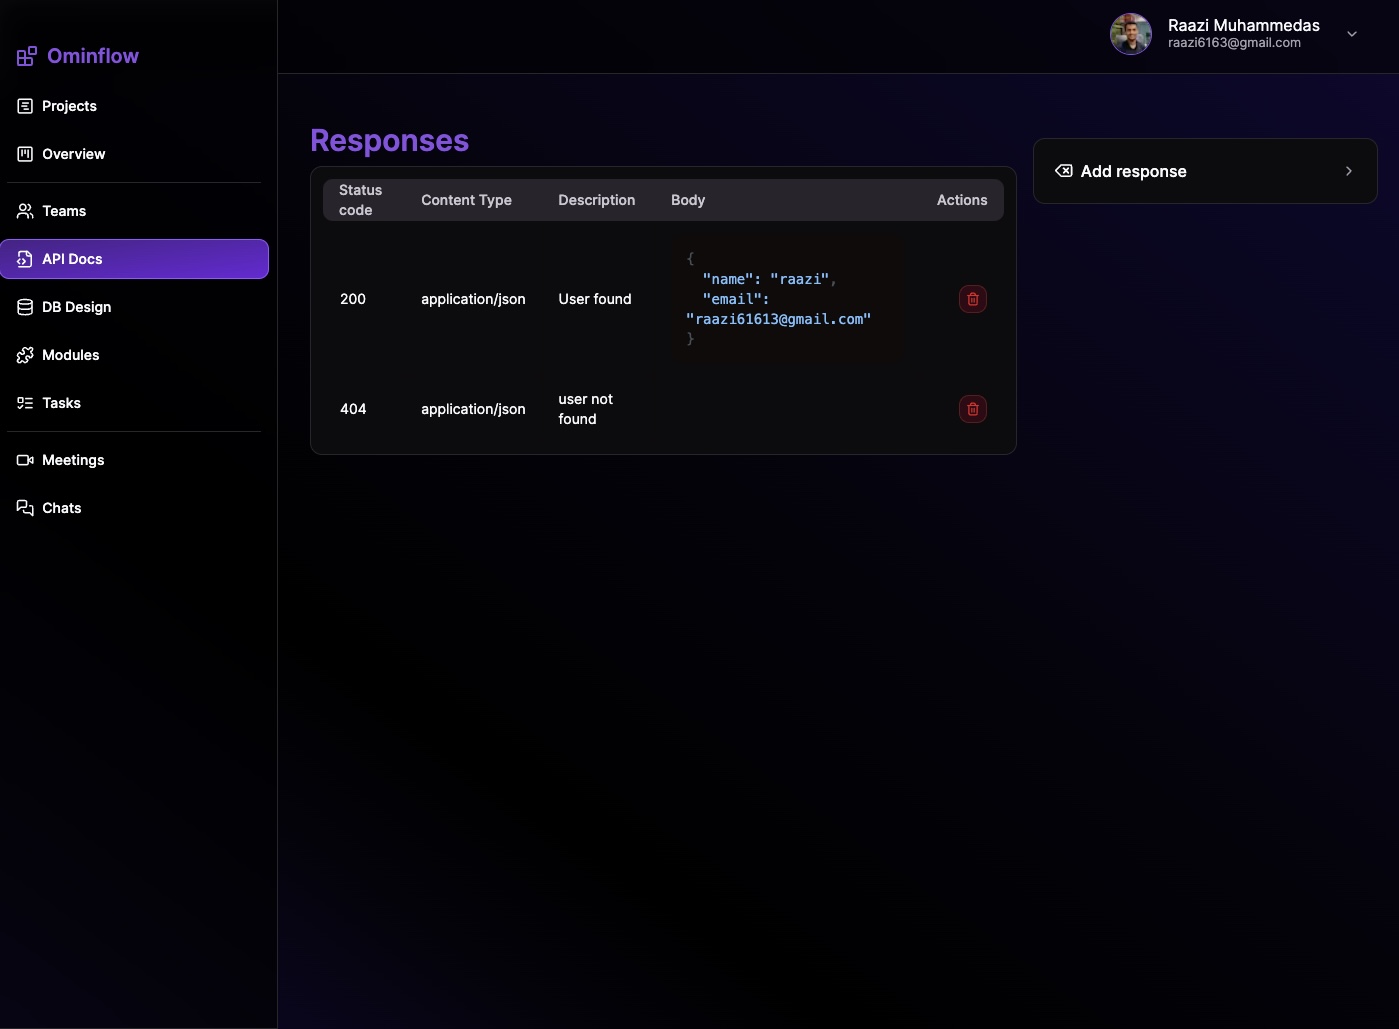 Ominflow
Projects
Overview
Teams
API Docs
DB Design
Modules
Tasks
Meetings
Chats
Raazi Muhammedas
raazi6163@gmail.com
Responses
Status code Content Type Description Body Actions
200 application/json User found
{
"name": "raazi",
"email":
"raazi61613@gmail.com"
}
404 application/json user not found
Add response